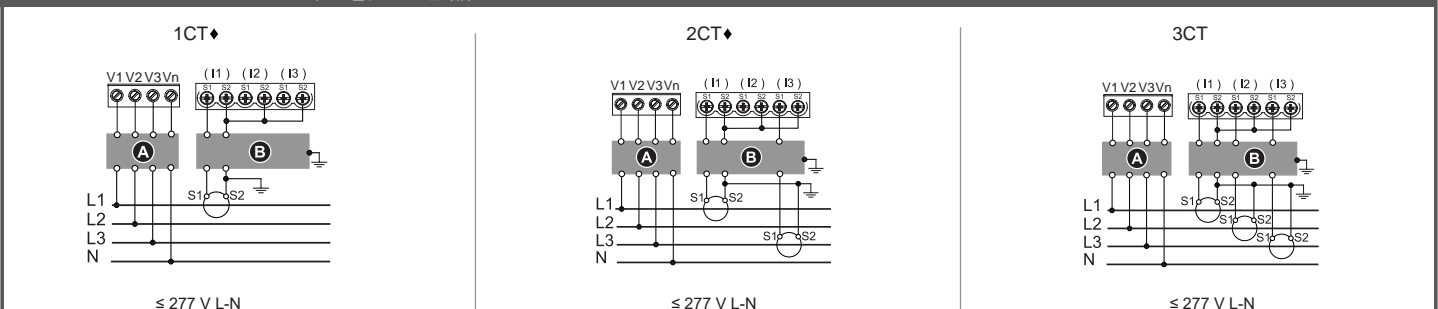 1CT♦
V1 V2 V3 Vn
(I1) (I2) (I3)
S1 S2 S1 S2 S1 S2
A
B
S1 S2
L1
L2
L3
N
≤ 277 V L-N
2CT♦
V1 V2 V3 Vn
(I1) (I2) (I3)
S1 S2 S1 S2 S1 S2
A
B
S1 S2
L1
L2
S1 S2
L3
N
≤ 277 V L-N
3CT
V1 V2 V3 Vn
(I1) (I2) (I3)
S1 S2 S1 S2 S1 S2
A
B
S1 S2
L1
S1 S2
L2
S1 S2
L3
N
≤ 277 V L-N